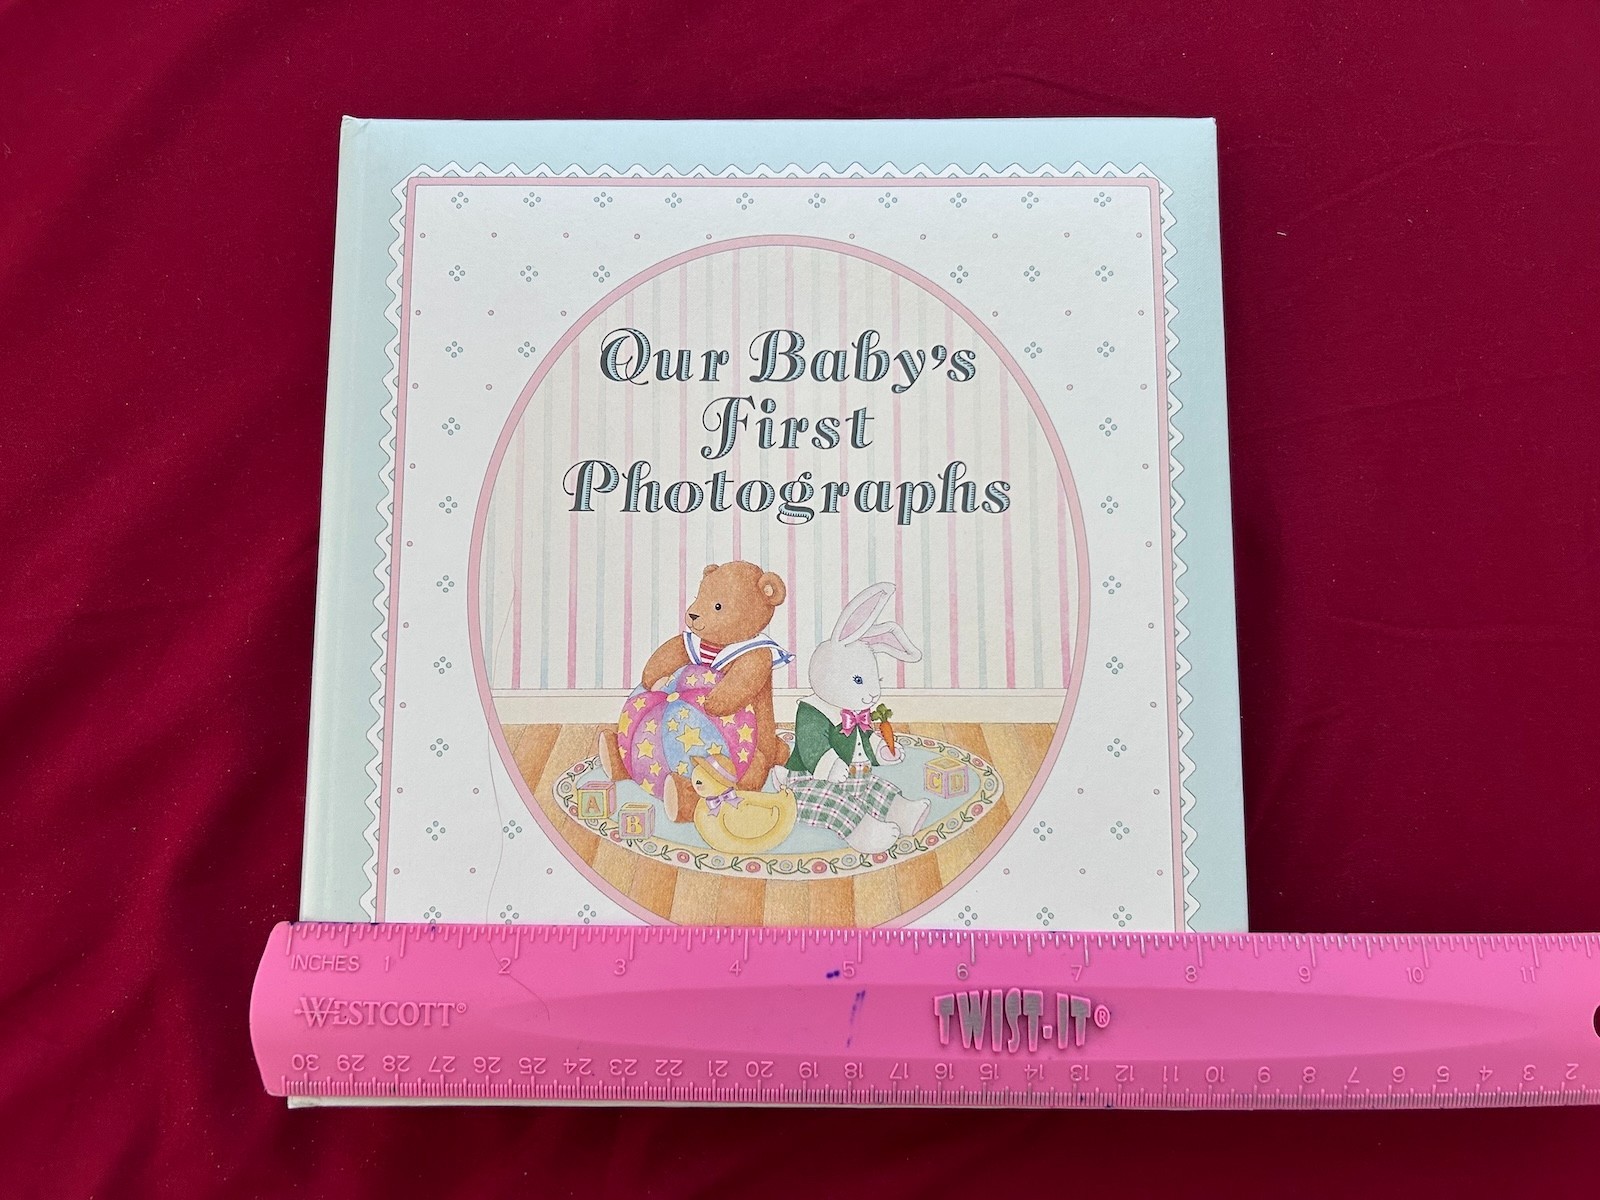 Our Baby's
First
Photographs
A
B
C D
INCHES 1 2 3 4 5 6 7 8 9 10 11
WESTCOTT® TWIST-IT®
30 29 28 27 26 25 24 23 22 21 20 19 18 17 16 15 14 13 12 11 10 9 8 7 6 5 4 3 2